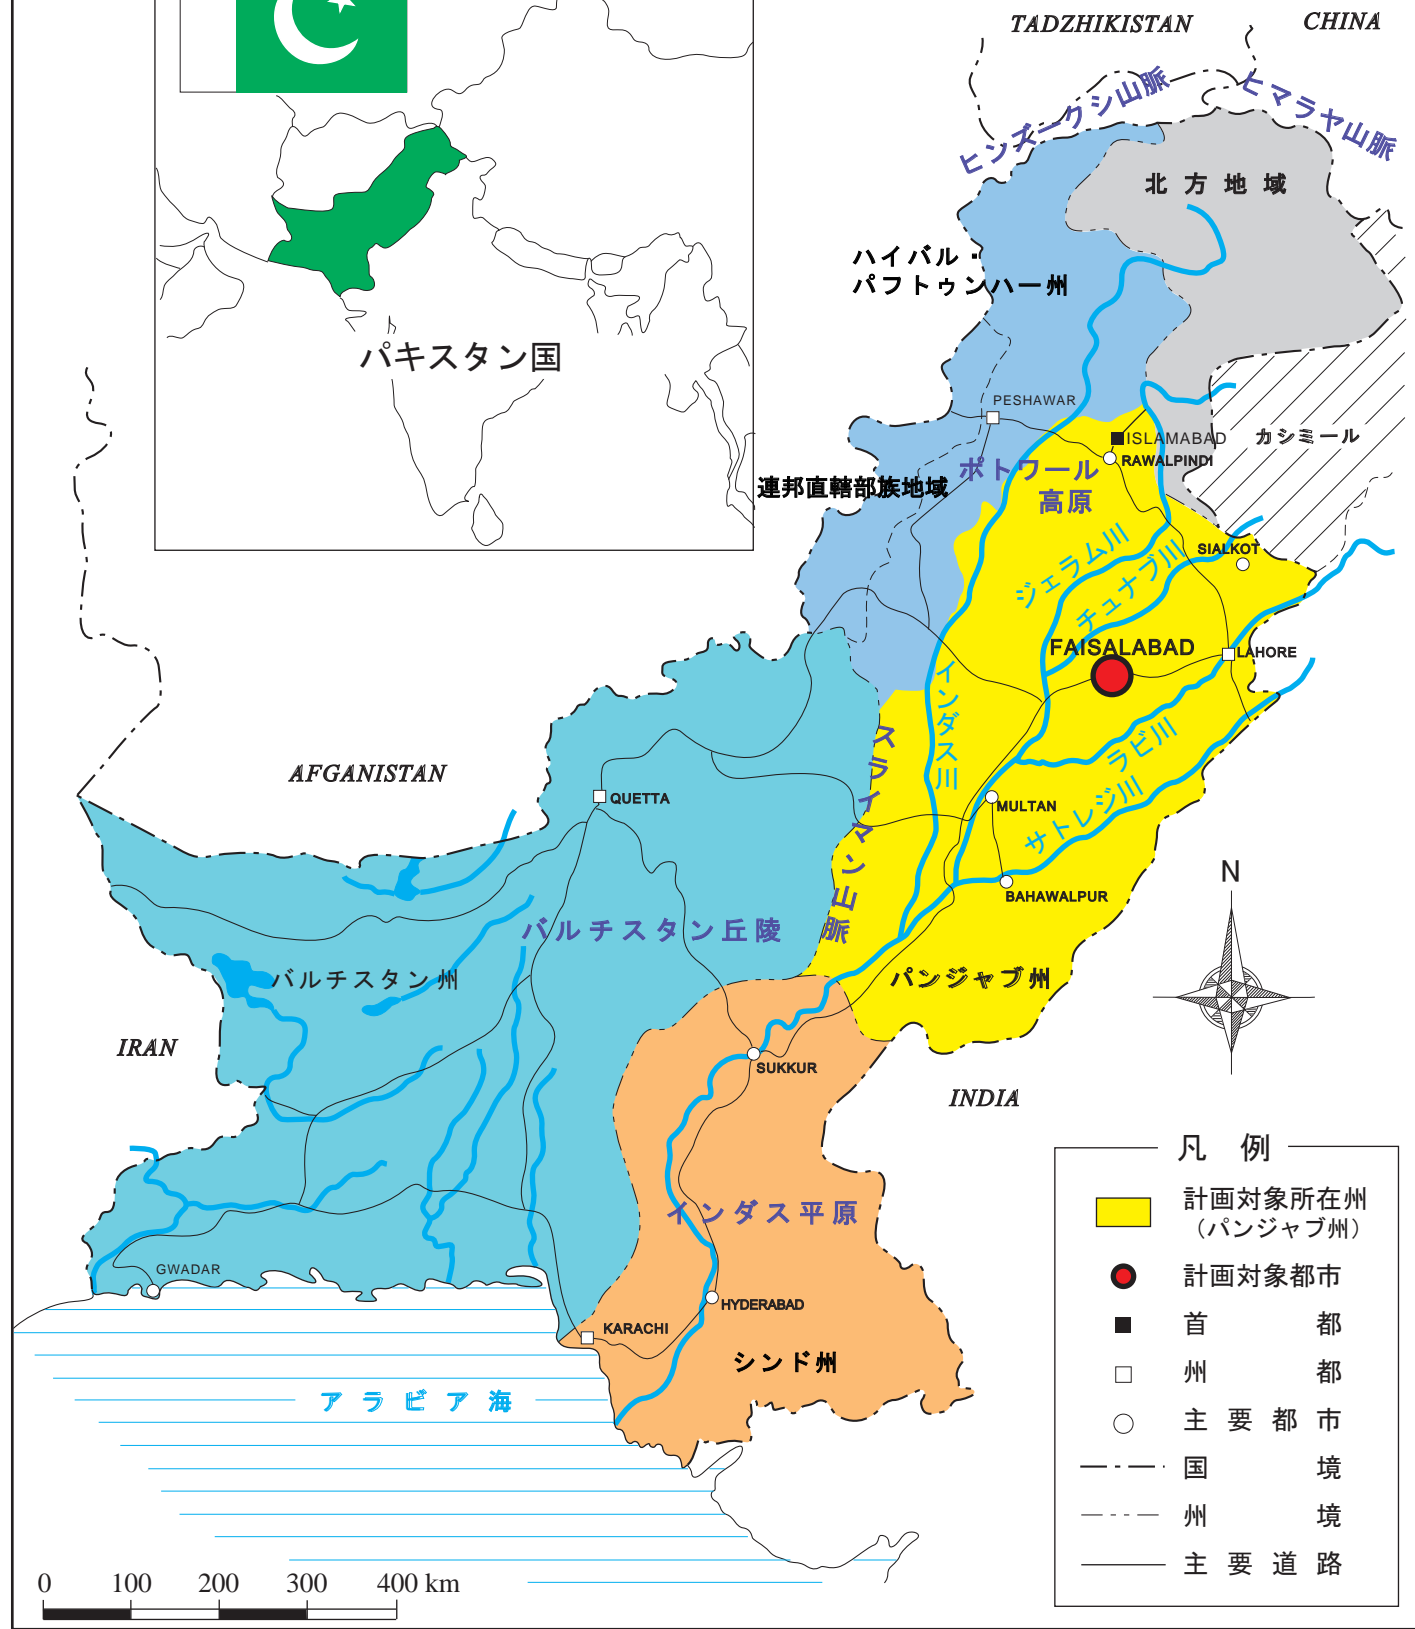 TADZHIKISTAN
CHINA
ヒンズークシ山脈
ヒマラヤ山脈
北方地域
ハイバル・
パフトゥンハー州
パキスタン国
PESHAWAR
ISLAMABAD
カシミール
RAWALPINDI
ポトワール
高原
連邦直轄部族地域
ジェラム川
チュナブ川
SIALKOT
FAISALABAD
LAHORE
インダス川
スライマン山脈
ラビ川
サトレジ川
AFGANISTAN
QUETTA
MULTAN
BAHAWALPUR
N
バルチスタン丘陵
バルチスタン州
パンジャブ州
IRAN
SUKKUR
INDIA
インダス平原
GWADAR
HYDERABAD
KARACHI
シンド州
アラビア海
凡例
計画対象所在州
（パンジャブ州）
計画対象都市
首都
州都
主要都市
国境
州境
主要道路
0 100 200 300 400 km